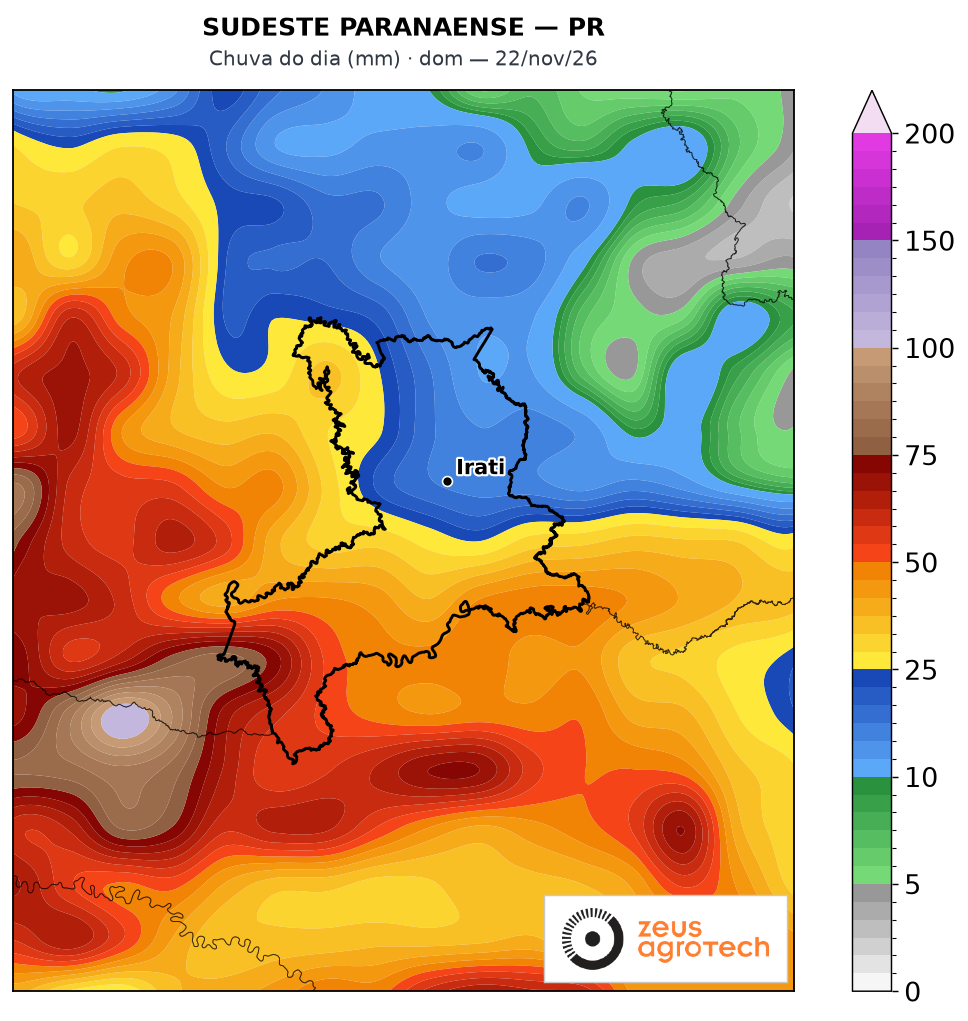 SUDESTE PARANAENSE — PR
Chuva do dia (mm) · dom — 22/nov/26
200
150
100
75
50
25
10
5
0
Irati
zeus
agrotech